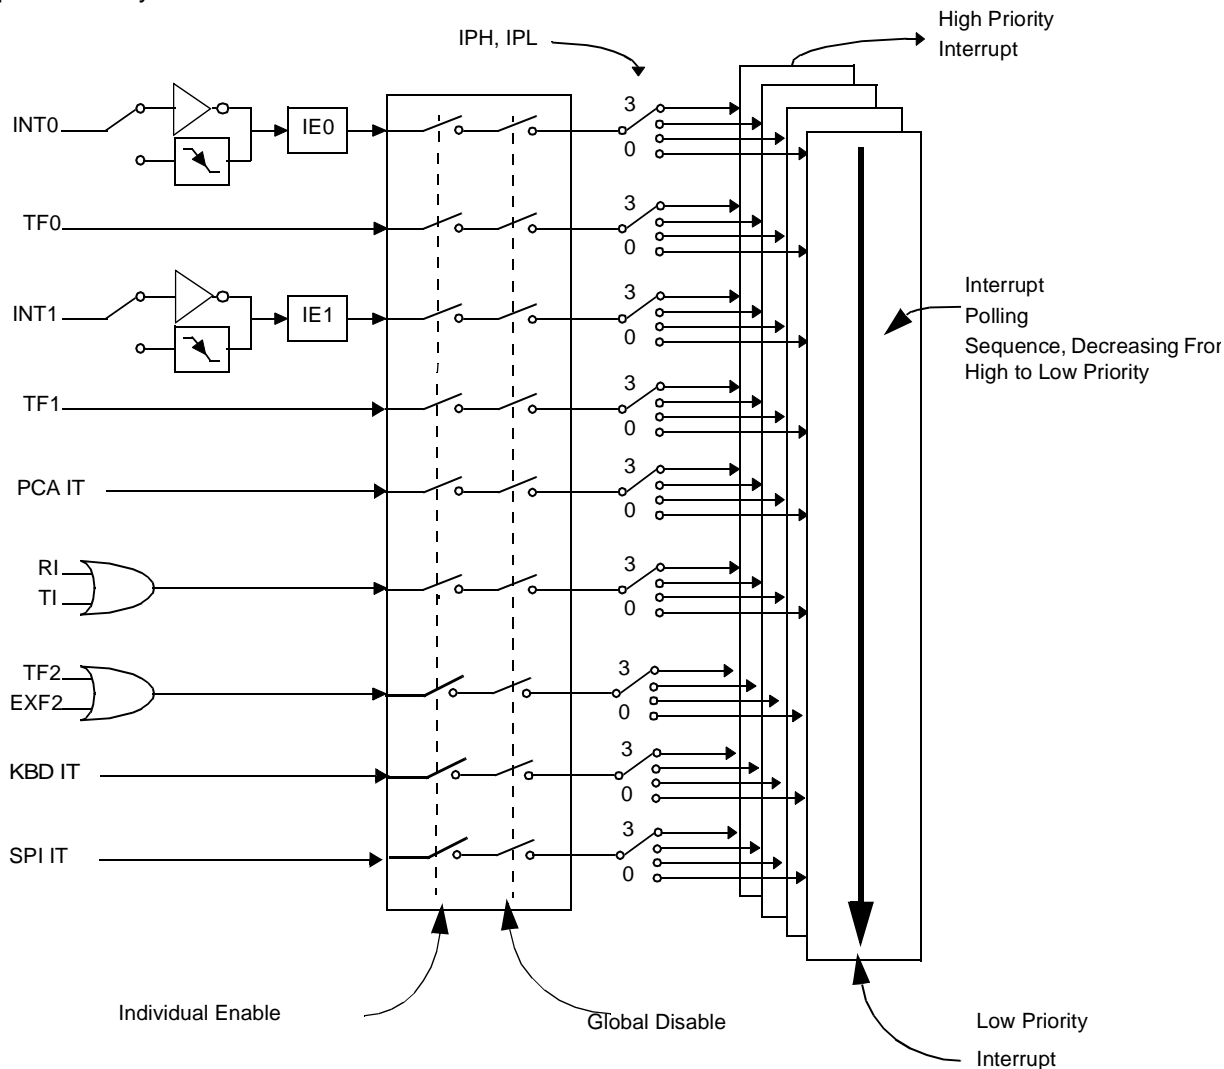 High Priority
Interrupt
IPH, IPL
INT0
IE0
3
0
TF0
3
0
INT1
IE1
3
0
Interrupt
Polling
Sequence, Decreasing From
High to Low Priority
TF1
3
0
PCA IT
3
0
RI
TI
3
0
TF2
EXF2
3
0
KBD IT
3
0
SPI IT
3
0
Individual Enable
Global Disable
Low Priority
Interrupt